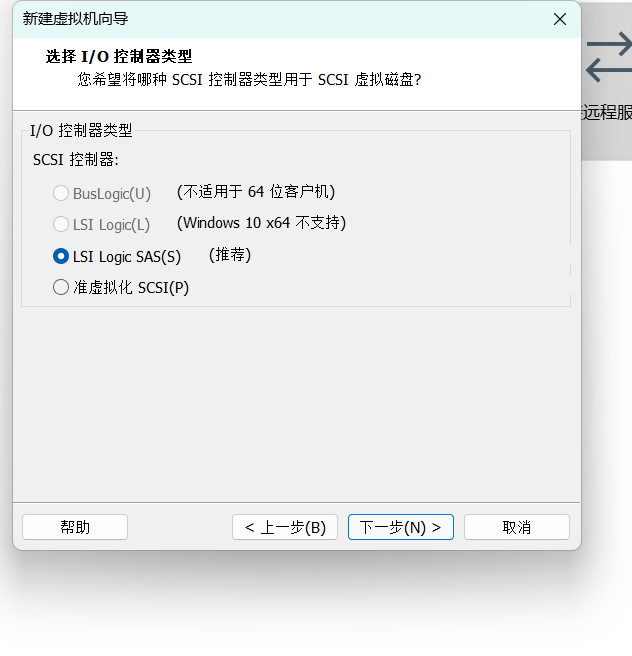 新建虚拟机向导
选择 I/O 控制器类型
您希望将哪种 SCSI 控制器类型用于 SCSI 虚拟磁盘?
远程服
I/O 控制器类型
SCSI 控制器:
BusLogic(U) (不适用于 64 位客户机)
LSI Logic(L) (Windows 10 x64 不支持)
LSI Logic SAS(S) (推荐)
准虚拟化 SCSI(P)
帮助 < 上一步(B) 下一步(N) > 取消